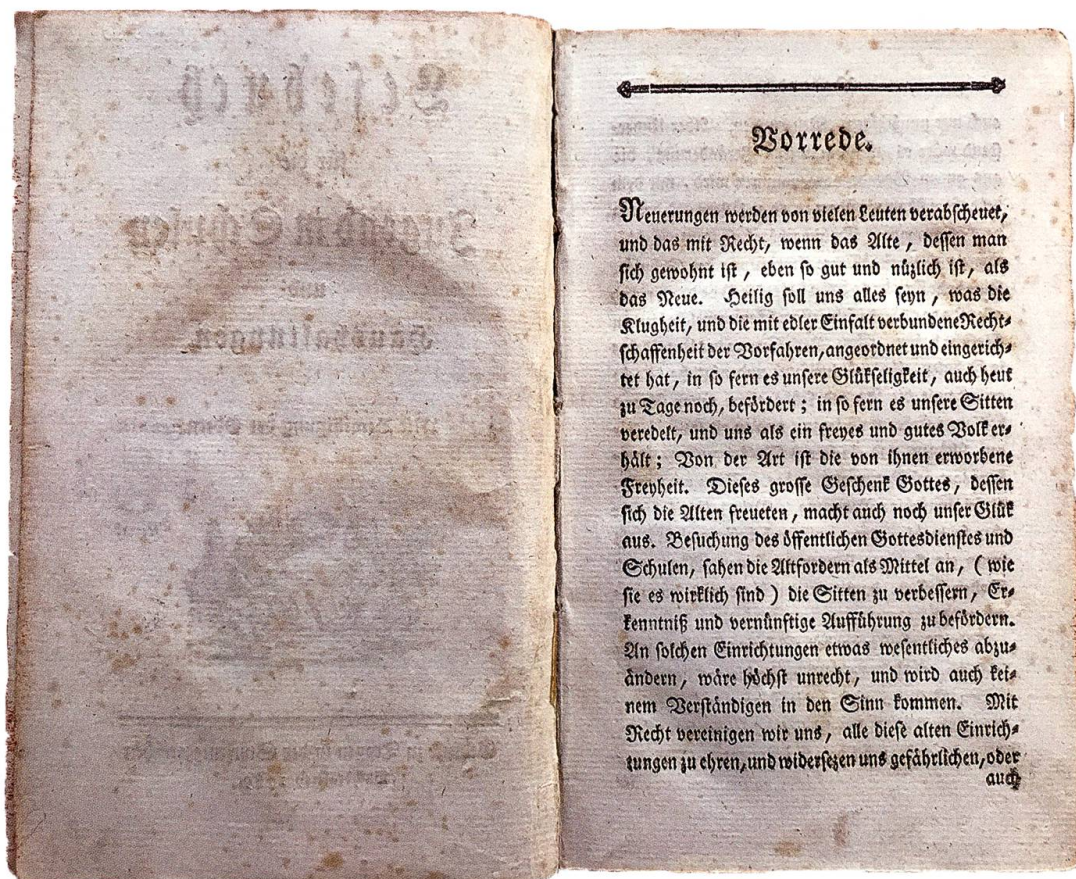 Vorrede.
Neuerungen werden von vielen Leuten verabscheuet,
und das mit Recht, wenn das Alte, dessen man
sich gewohnt ist, eben so gut und nüzlich ist, als
das Neue. Heilig soll uns alles seyn, was die
Klugheit, und die mit edler Einfalt verbundene Recht-
schaffenheit der Vorfahren, angeordnet und eingerich-
tet hat, in so fern es unsere Glükseligkeit, auch heut
zu Tage noch, befördert; in so fern es unsere Sitten
veredelt, und uns als ein freyes und gutes Volk er-
hält; Von der Art ist die von ihnen erworbene
Freyheit. Dieses grosse Geschenk Gottes, dessen
sich die Alten freueten, macht auch noch unser Glük
aus. Besuchung des öffentlichen Gottesdienstes und
Schulen, sahen die Altfordern als Mittel an, (wie
sie es wirklich sind) die Sitten zu verbessern, Er-
kenntniß und vernünftige Aufführung zu befördern.
An solchen Einrichtungen etwas wesentliches abzu-
ändern, wäre höchst unrecht, und wird auch kei-
nem Verständigen in den Sinn kommen. Mit
Recht vereinigen wir uns, alle diese alten Einrich-
tungen zu ehren, und widersezen uns gefährlichen, oder
auch